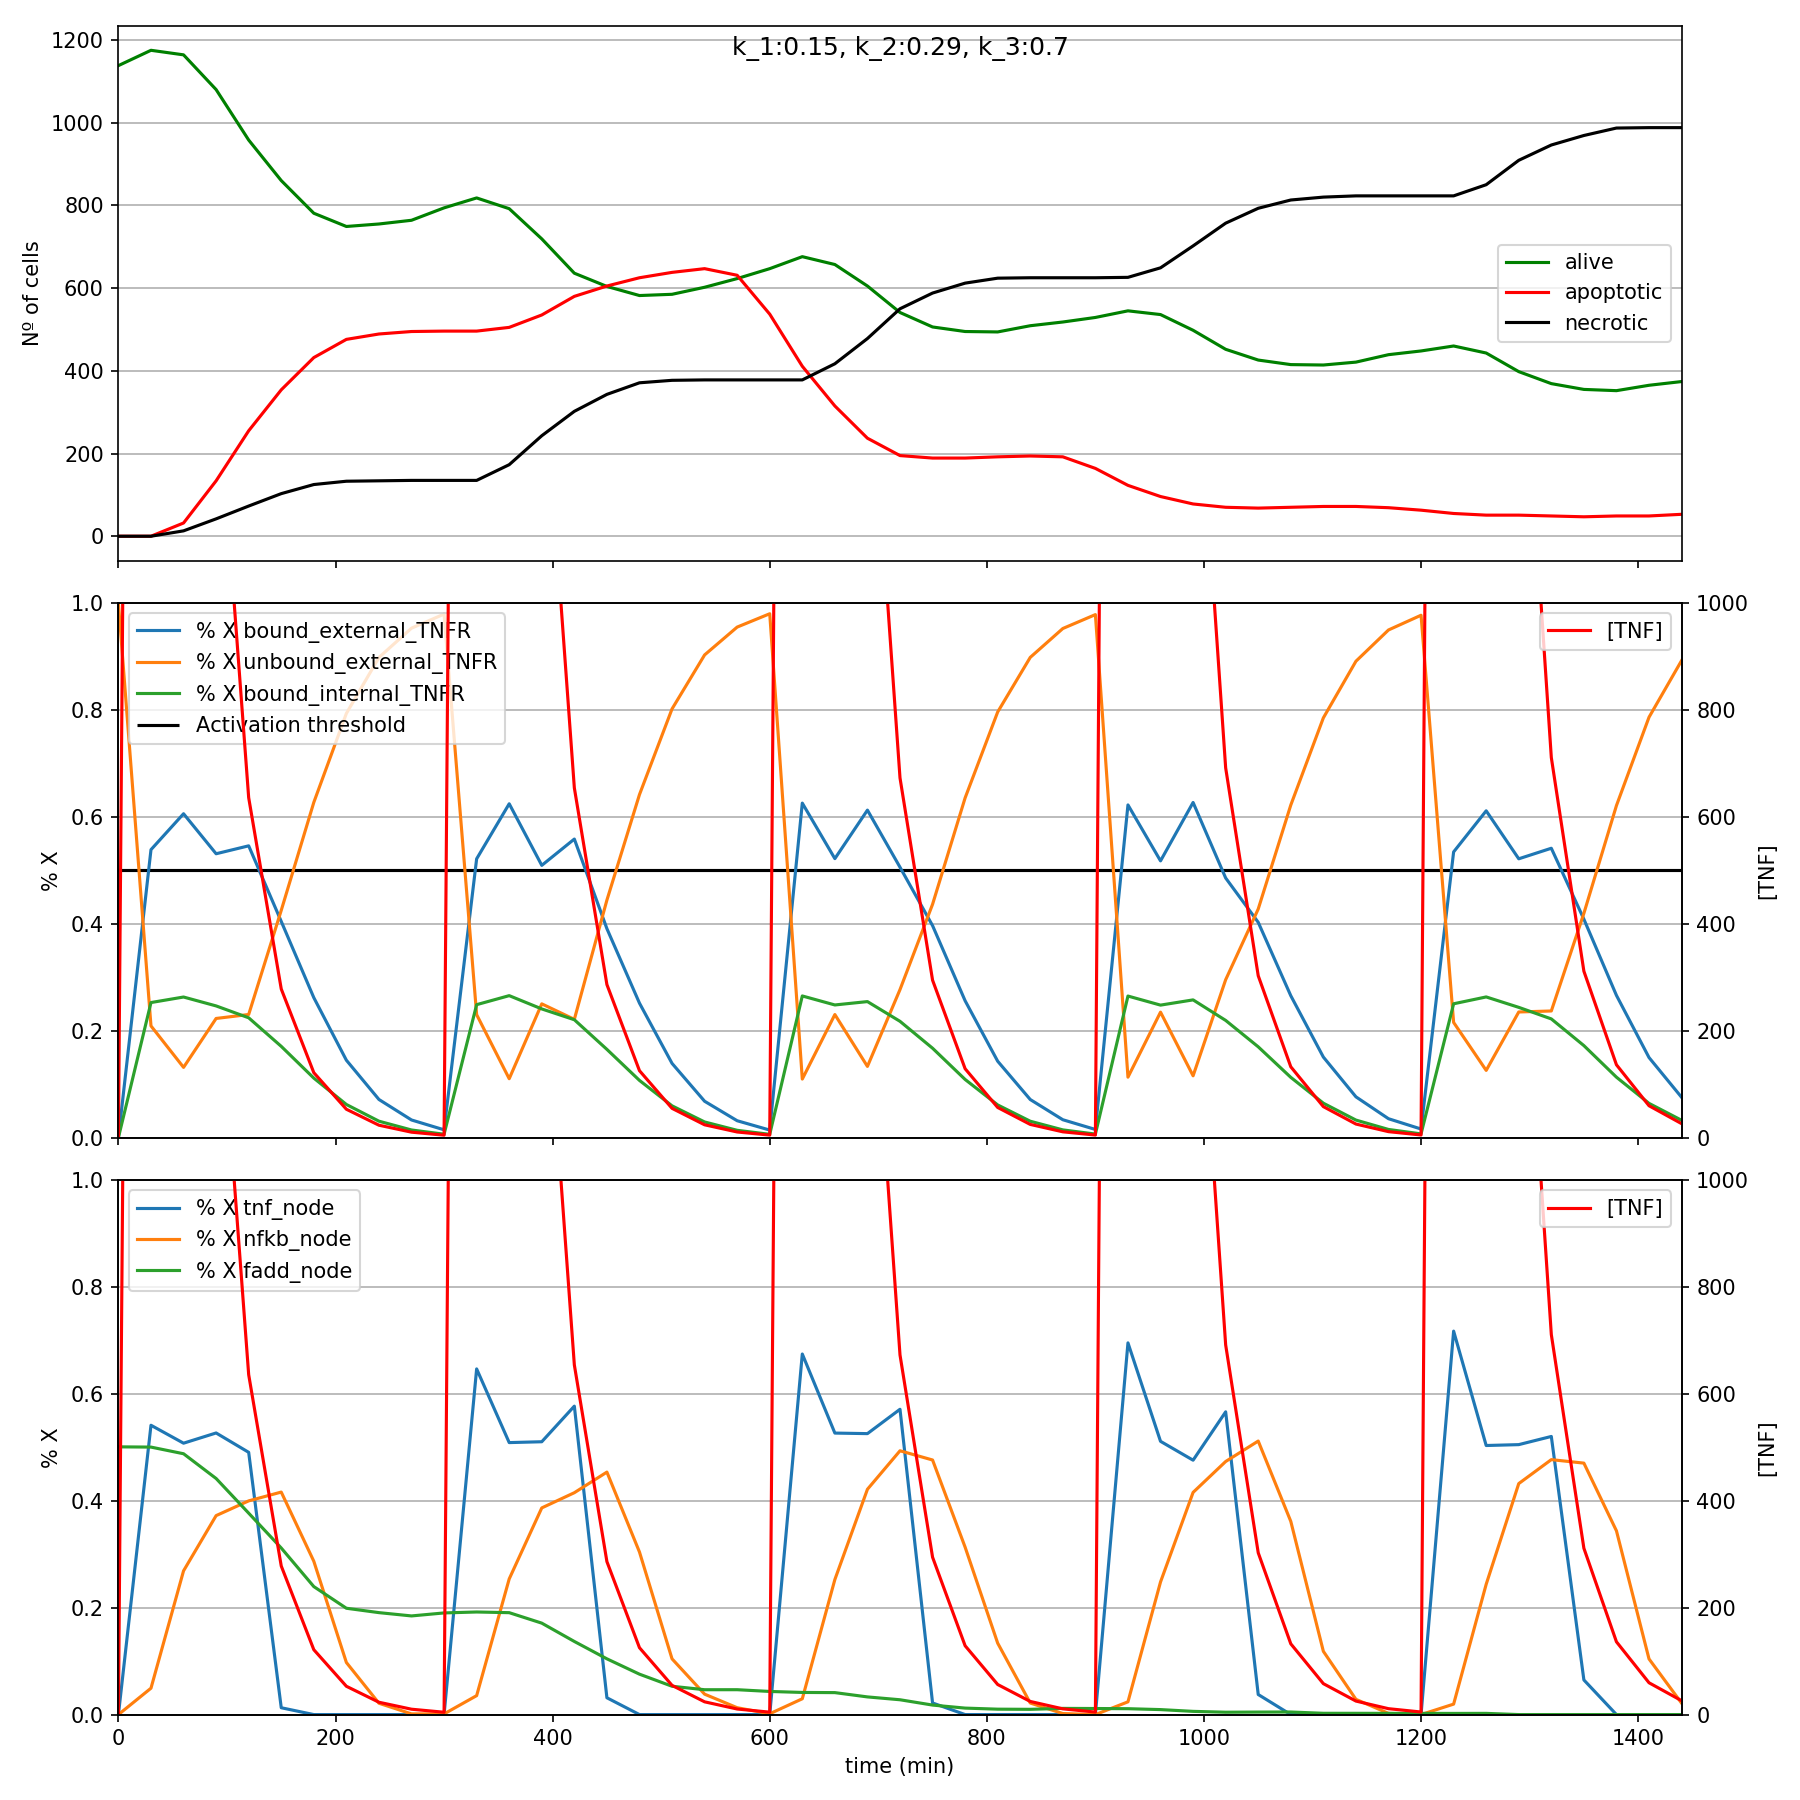 k_1:0.15, k_2:0.29, k_3:0.7
1200
1000
800
600
400
200
0
Nº of cells
alive
apoptotic
necrotic
1.0
0.8
0.6
0.4
0.2
0.0
% X
% X bound_external_TNFR
% X unbound_external_TNFR
% X bound_internal_TNFR
Activation threshold
[TNF]
1000
800
600
400
200
0
[TNF]
1.0
0.8
0.6
0.4
0.2
0.0
% X
% X tnf_node
% X nfkb_node
% X fadd_node
[TNF]
1000
800
600
400
200
0
[TNF]
0 200 400 600 800 1000 1200 1400
time (min)